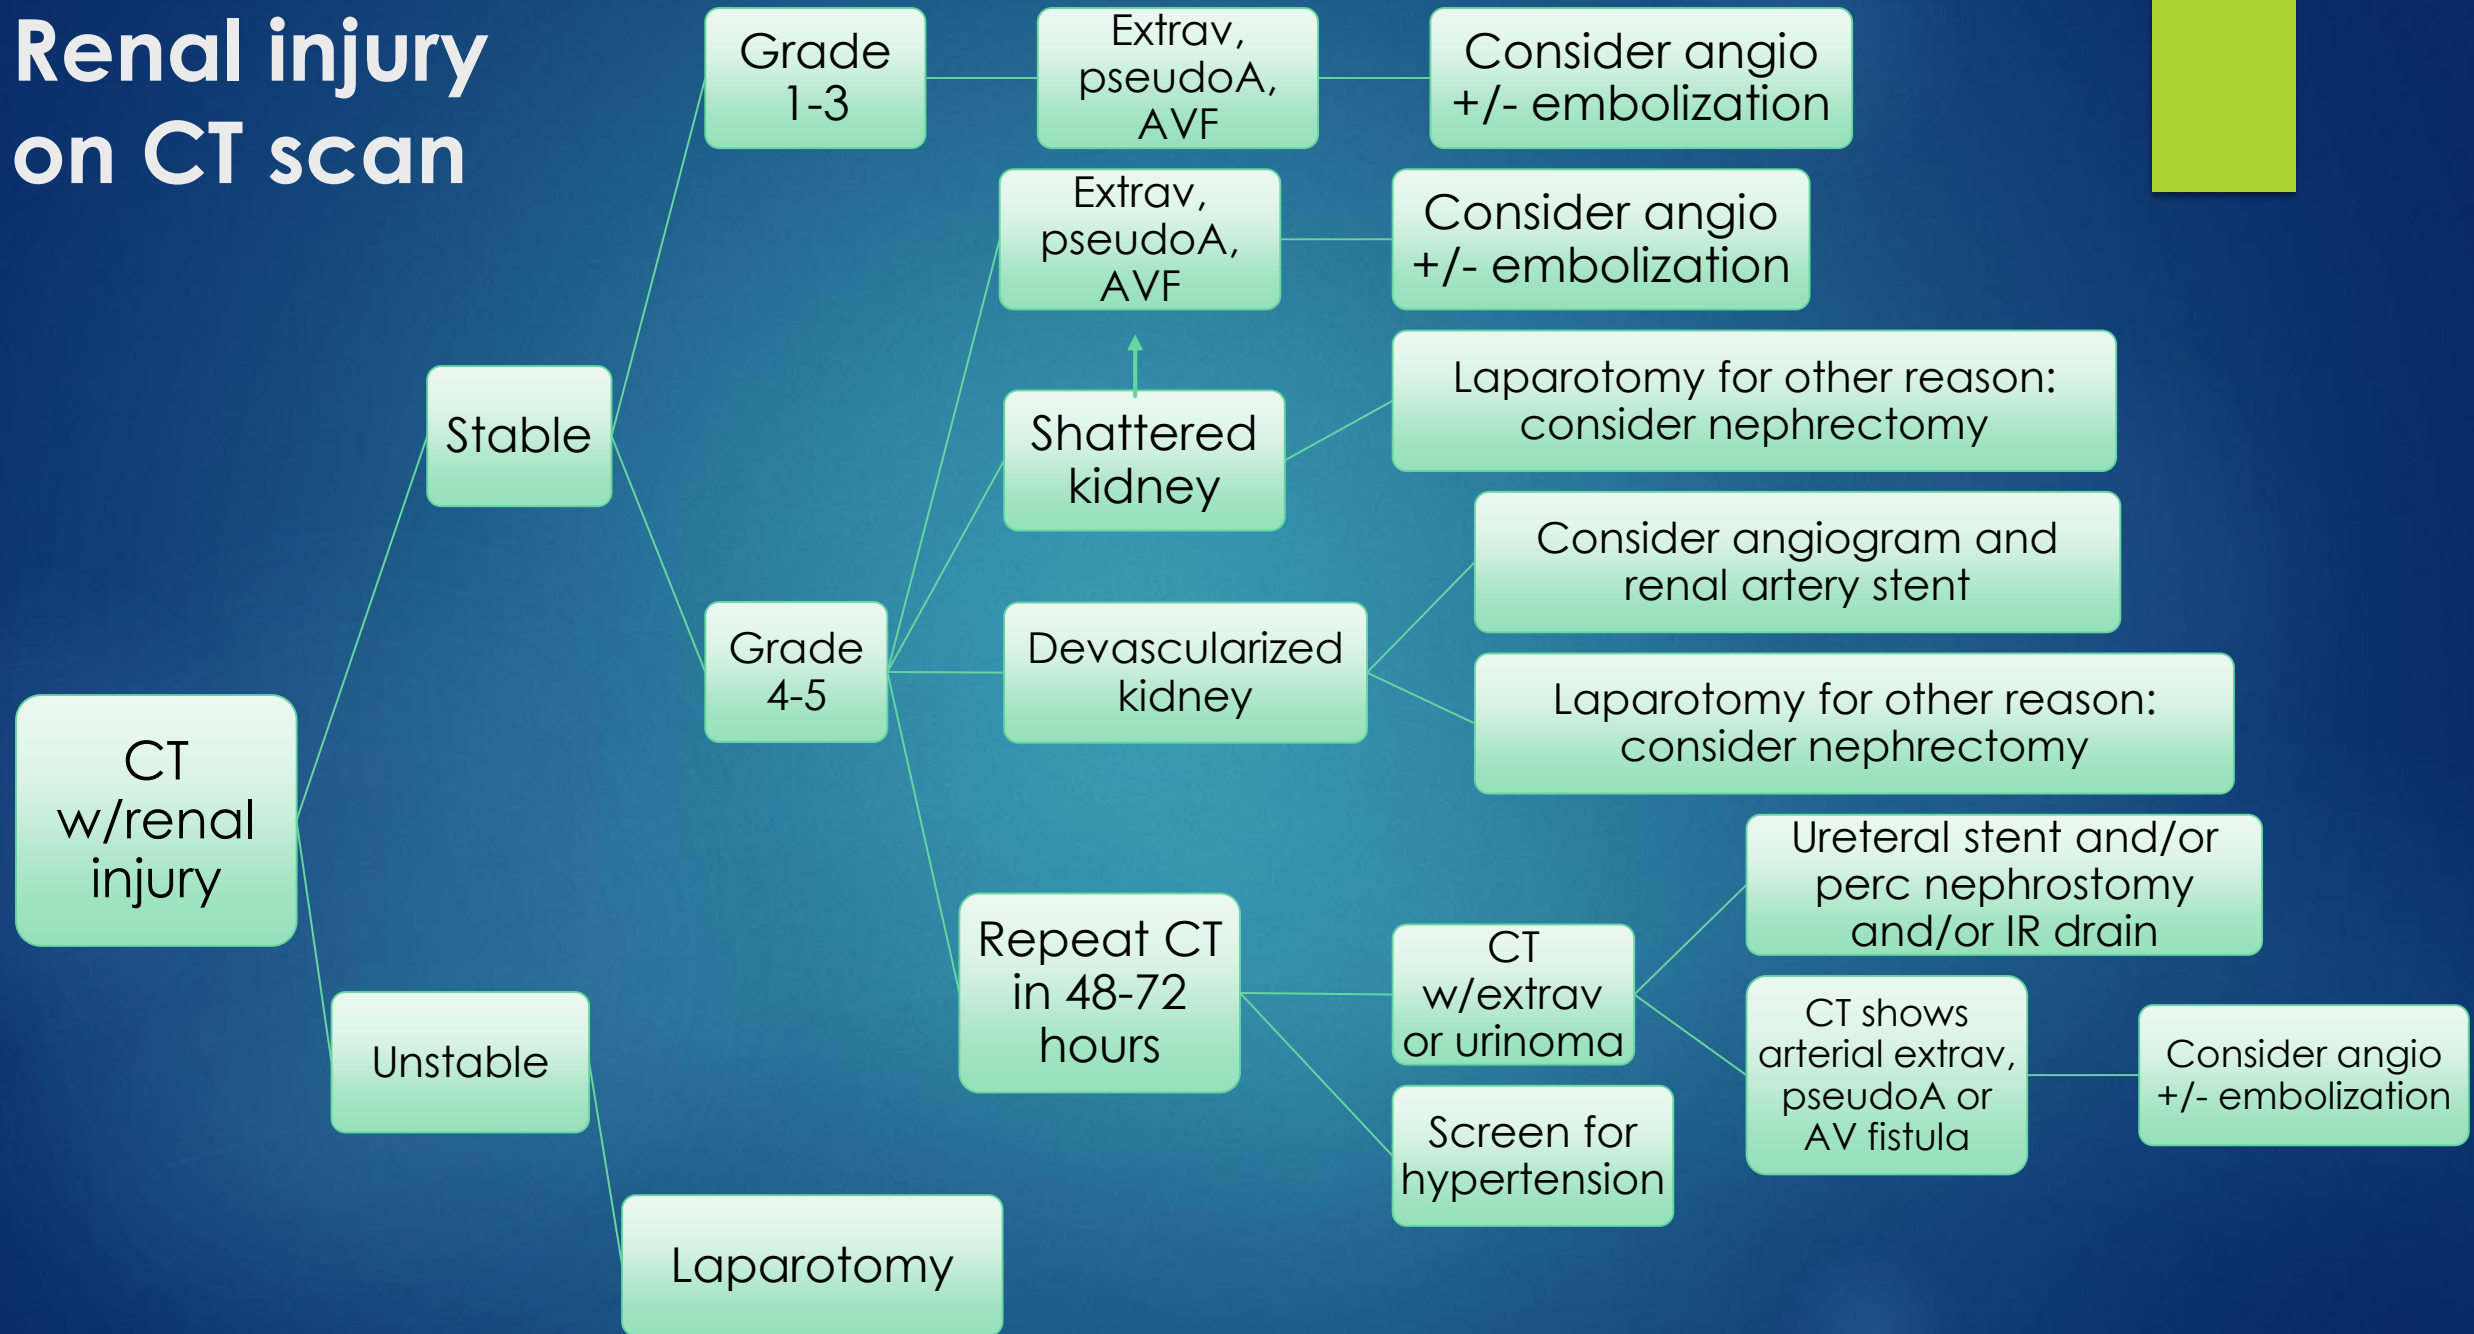 Renal injury
on CT scan
Grade
1-3
Extrav,
pseudoA,
AVF
Consider angio
+/- embolization
Extrav,
pseudoA,
AVF
Consider angio
+/- embolization
Stable
Shattered
kidney
Laparotomy for other reason:
consider nephrectomy
Consider angiogram and
renal artery stent
Grade
4-5
Devascularized
kidney
Laparotomy for other reason:
consider nephrectomy
CT
w/renal
injury
Repeat CT
in 48-72
hours
CT
w/extrav
or urinoma
Ureteral stent and/or
perc nephrostomy
and/or IR drain
CT shows
arterial extrav,
pseudoA or
AV fistula
Consider angio
+/- embolization
Unstable
Screen for
hypertension
Laparotomy